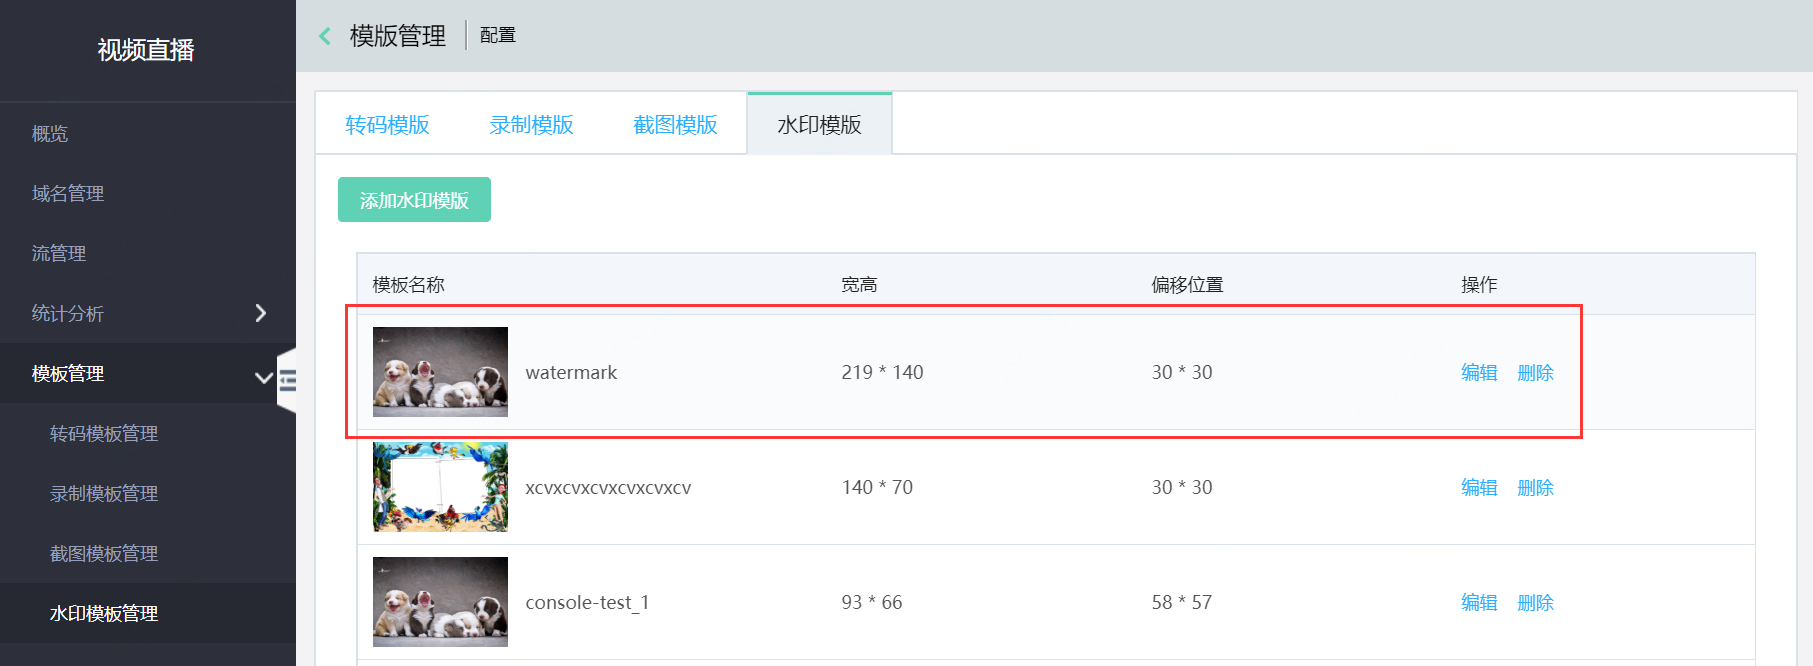 视频直播
概览
域名管理
流管理
统计分析
模板管理
转码模板管理
录制模板管理
截图模板管理
水印模板管理
模版管理 配置
转码模版 录制模版 截图模版 水印模版
添加水印模版
模板名称 宽高 偏移位置 操作
watermark 219 * 140 30 * 30 编辑 删除
xcvxcvxcvxcvxcvxcv 140 * 70 30 * 30 编辑 删除
console-test_1 93 * 66 58 * 57 编辑 删除